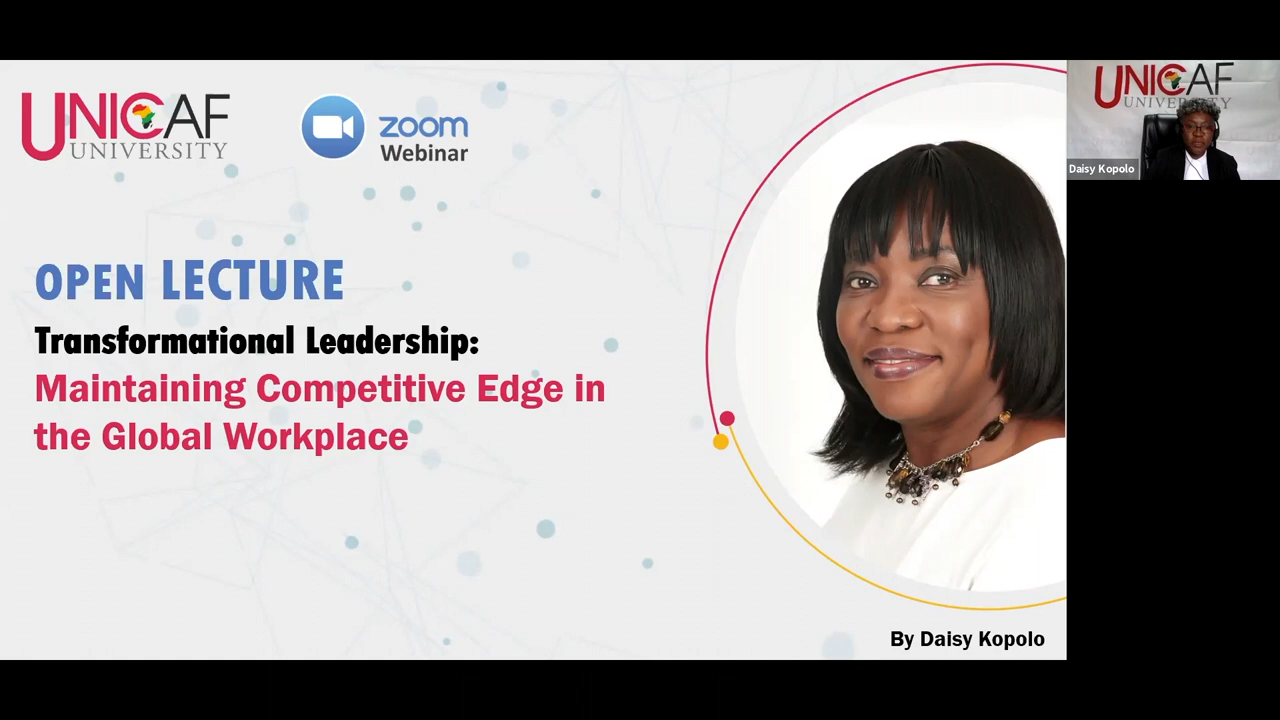 UNICAF
UNIVERSITY
zoom
Webinar
OPEN LECTURE
Transformational Leadership:
Maintaining Competitive Edge in
the Global Workplace
By Daisy Kopolo
UNICAF
UNIVERSITY
Daisy Kopolo